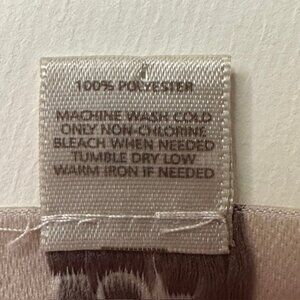 100% POLYESTER
MACHINE WASH COLD
ONLY NON-CHLORINE
BLEACH WHEN NEEDED
TUMBLE DRY LOW
WARM IRON IF NEEDED